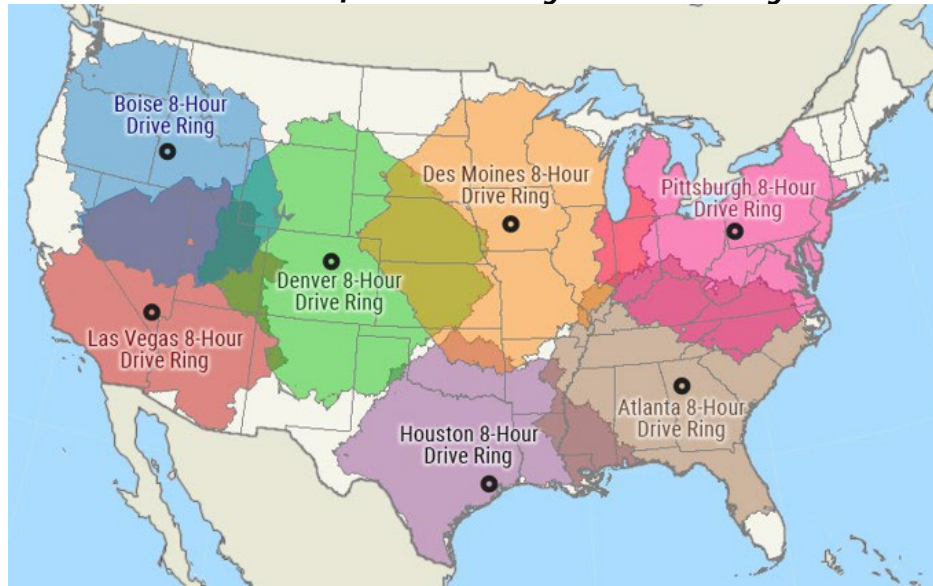 Boise 8-Hour
Drive Ring
Des Moines 8-Hour
Drive Ring
Pittsburgh 8-Hour
Drive Ring
Denver 8-Hour
Drive Ring
Las Vegas 8-Hour
Drive Ring
Atlanta 8-Hour
Drive Ring
Houston 8-Hour
Drive Ring